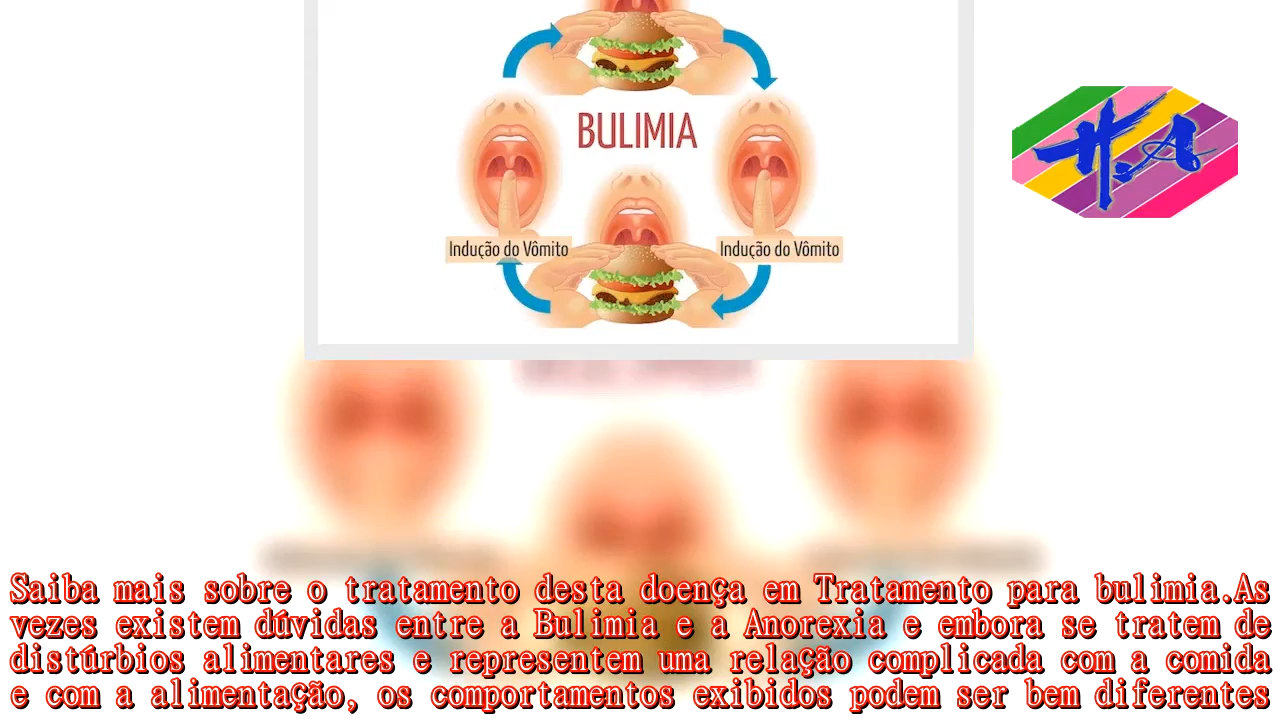 BULIMIA
H.A
Indução do Vômito
Indução do Vômito
Saiba mais sobre o tratamento desta doença em Tratamento para bulimia.As
vezes existem dúvidas entre a Bulimia e a Anorexia e embora se tratem de
distúrbios alimentares e representem uma relação complicada com a comida
e com a alimentação, os comportamentos exibidos podem ser bem diferentes